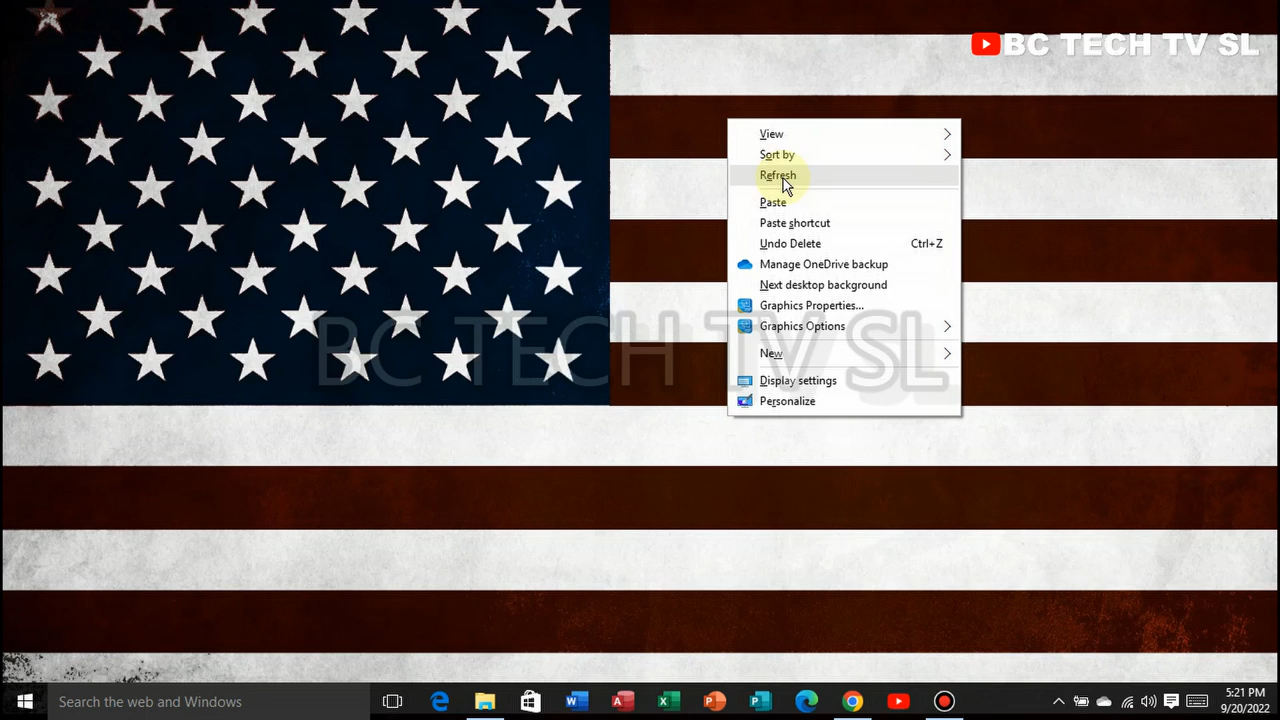 BC TECH TV SL
View
Sort by
Refresh
Paste
Paste shortcut
Undo Delete Ctrl+Z
Manage OneDrive backup
Next desktop background
Graphics Properties...
Graphics Options
BC TECH TV SL
New
Display settings
Personalize
Search the web and Windows
5:21 PM
9/20/2022